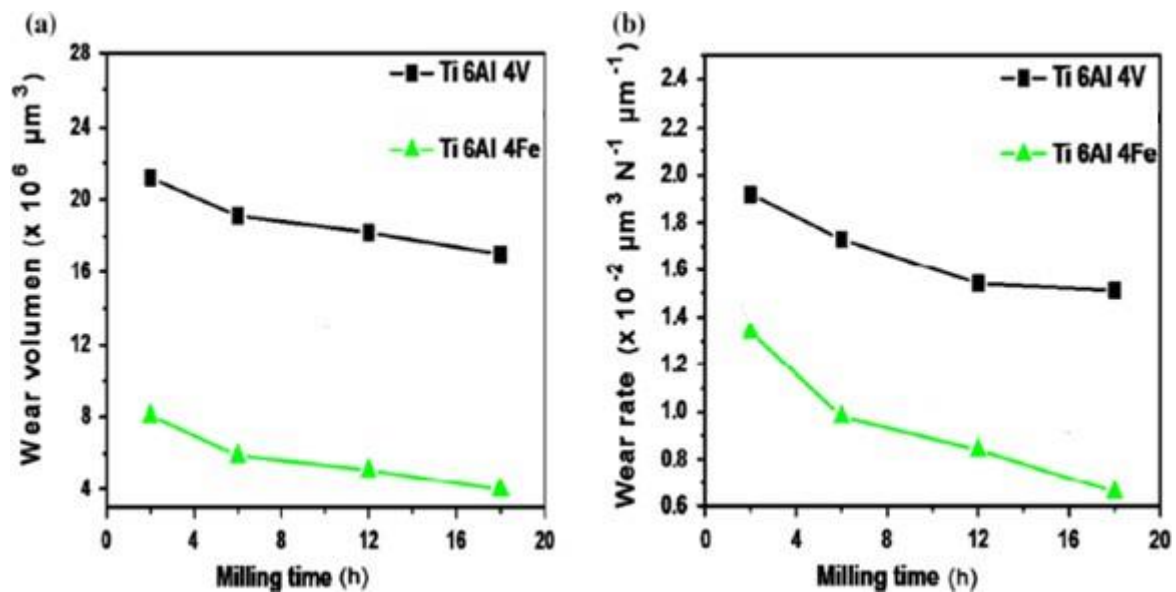 (a)
28
24
20
16
12
8
4
Wear volumen (x 10⁶ µm³)
Ti 6Al 4V
Ti 6Al 4Fe
0 4 8 12 16 20
Milling time (h)
(b)
2.4
2.2
2.0
1.8
1.6
1.4
1.2
1.0
0.8
0.6
Wear rate (x 10⁻² µm³ N⁻¹ µm⁻¹)
Ti 6Al 4V
Ti 6Al 4Fe
0 4 8 12 16 20
Milling time (h)